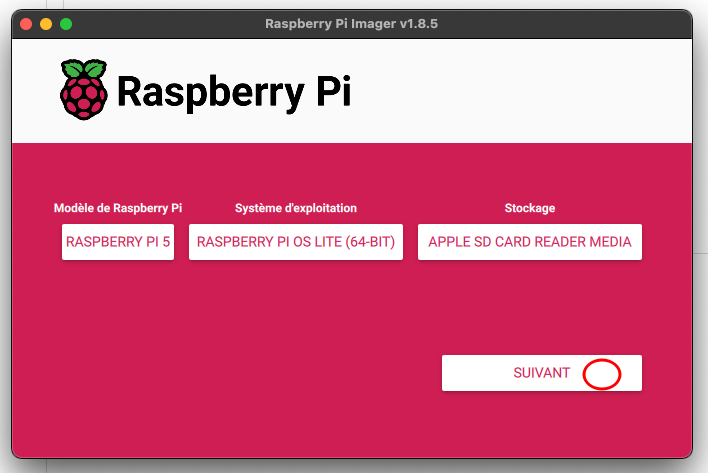 Raspberry Pi Imager v1.8.5
Raspberry Pi
Modèle de Raspberry Pi
Système d'exploitation
Stockage
RASPBERRY PI 5
RASPBERRY PI OS LITE (64-BIT)
APPLE SD CARD READER MEDIA
SUIVANT